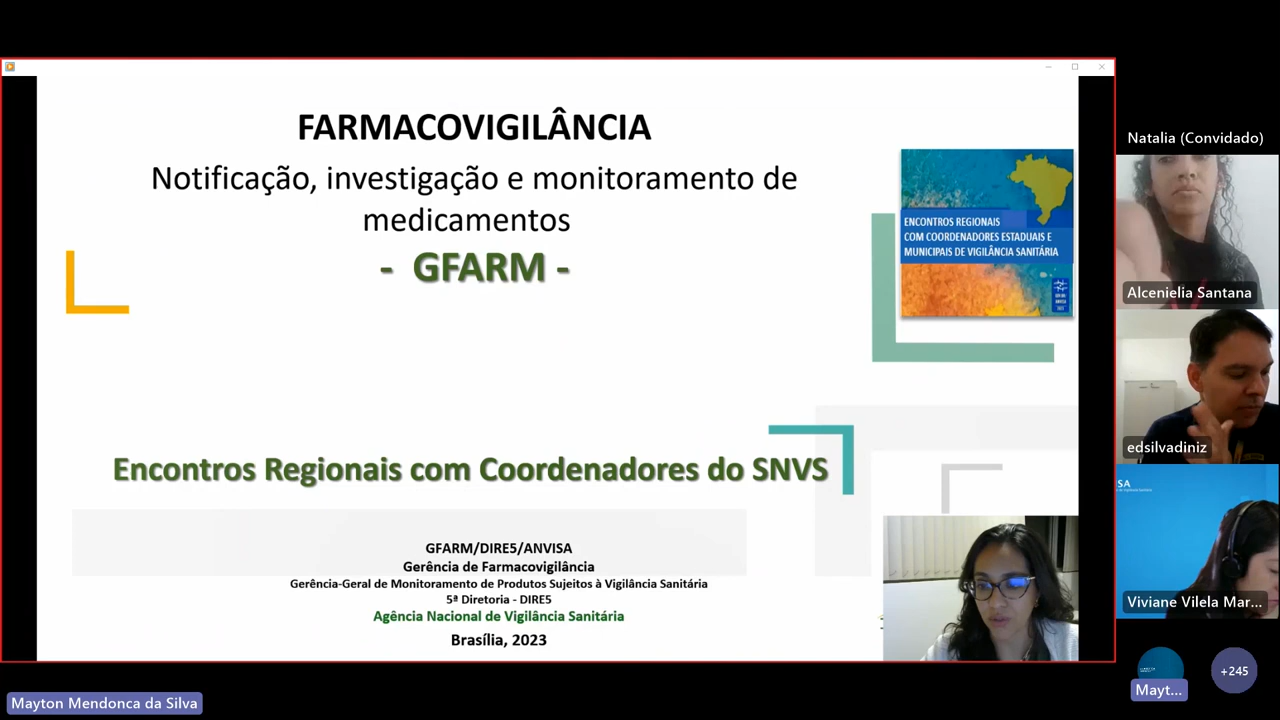 FARMACOVIGILÂNCIA
Notificação, investigação e monitoramento de
medicamentos
- GFARM -
ENCONTROS REGIONAIS
COM COORDENADORES ESTADUAIS E
MUNICIPAIS DE VIGILÂNCIA SANITÁRIA
Encontros Regionais com Coordenadores do SNVS
GFARM/DIRE5/ANVISA
Gerência de Farmacovigilância
Gerência-Geral de Monitoramento de Produtos Sujeitos à Vigilância Sanitária
5ª Diretoria - DIRE5
Agência Nacional de Vigilância Sanitária
Brasília, 2023
Natalia (Convidado)
Alcenielia Santana
edsilvadiniz
SA
Viviane Vilela Mar...
Mayt...
+245
Mayton Mendonca da Silva